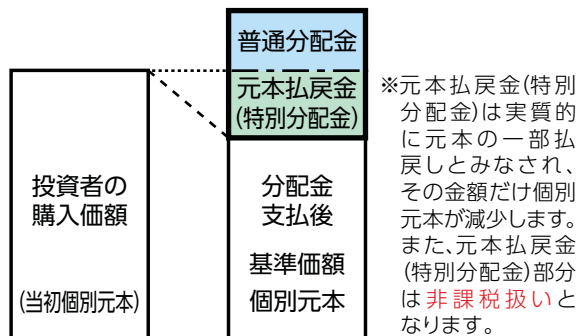 普通分配金
元本払戻金
(特別分配金)
投資者の
購入価額
(当初個別元本)
分配金
支払後
基準価額
個別元本
※元本払戻金(特別
分配金)は実質的
に元本の一部払
戻しとみなされ、
その金額だけ個別
元本が減少します。
また、元本払戻金
(特別分配金)部分
は非課税扱いと
なります。